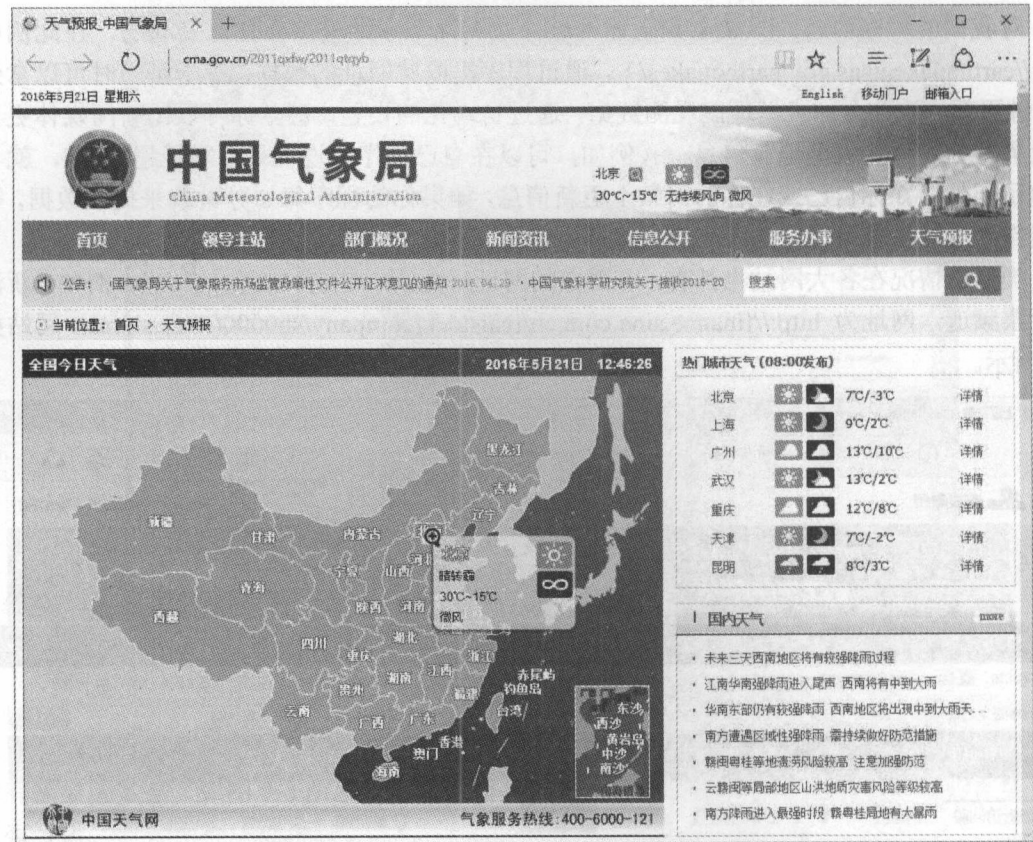 天气预报_中国气象局
cma.gov.cn/2011qxfw/2011qtqyb
2016年5月21日 星期六
English 移动门户 邮箱入口
中国气象局
China Meteorological Administration
北京
30℃~15℃ 无持续风向 微风
首页 领导主站 部门概况 新闻资讯 信息公开 服务办事 天气预报
公告: 国气象局关于气象服务市场监管政策性文件公开征求意见的通知 2016.04.29 · 中国气象科学研究院关于接收2016-20
搜索
当前位置: 首页 > 天气预报
全国今日天气 2016年5月21日 12:46:26
黑龙江
吉林
辽宁
新疆
甘肃
内蒙古
北京
河北
宁夏
山西
青海
陕西
河南
西藏
四川
重庆
湖北
湖南
江西
浙江
贵州
福建
云南
广西
广东
台湾
香港
澳门
海南
赤尾屿
钓鱼岛
北京
晴转霾
30℃~15℃
微风
东沙
西沙
黄岩岛
中沙
南沙
中国天气网 气象服务热线: 400-6000-121
热门城市天气 (08:00发布)
北京 7℃/-3℃ 详情
上海 9℃/2℃ 详情
广州 13℃/10℃ 详情
武汉 13℃/2℃ 详情
重庆 12℃/8℃ 详情
天津 7℃/-2℃ 详情
昆明 8℃/3℃ 详情
国内天气 more
· 未来三天西南地区将有较强降雨过程
· 江南华南强降雨进入尾声 西南将有中到大雨
· 华南东部仍有较强降雨 西南地区将出现中到大雨天...
· 南方遭遇区域性强降雨 需持续做好防范措施
· 赣闽粤桂等地渍涝风险较高 注意加强防范
· 云赣闽等局部地区山洪地质灾害风险等级较高
· 南方降雨进入最强时段 赣粤桂局地有大暴雨